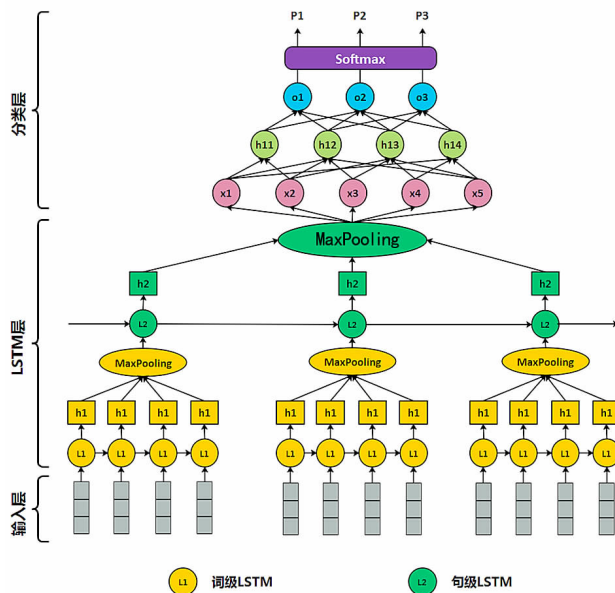 P1 P2 P3
Softmax
o1 o2 o3
h11 h12 h13 h14
x1 x2 x3 x4 x5
分类层
MaxPooling
h2 h2 h2
L2 L2 L2
MaxPooling MaxPooling MaxPooling
h1 h1 h1 h1 h1 h1 h1 h1 h1 h1 h1 h1
L1 L1 L1 L1 L1 L1 L1 L1 L1 L1 L1 L1
LSTM层
输入层
L1 词级LSTM L2 句级LSTM